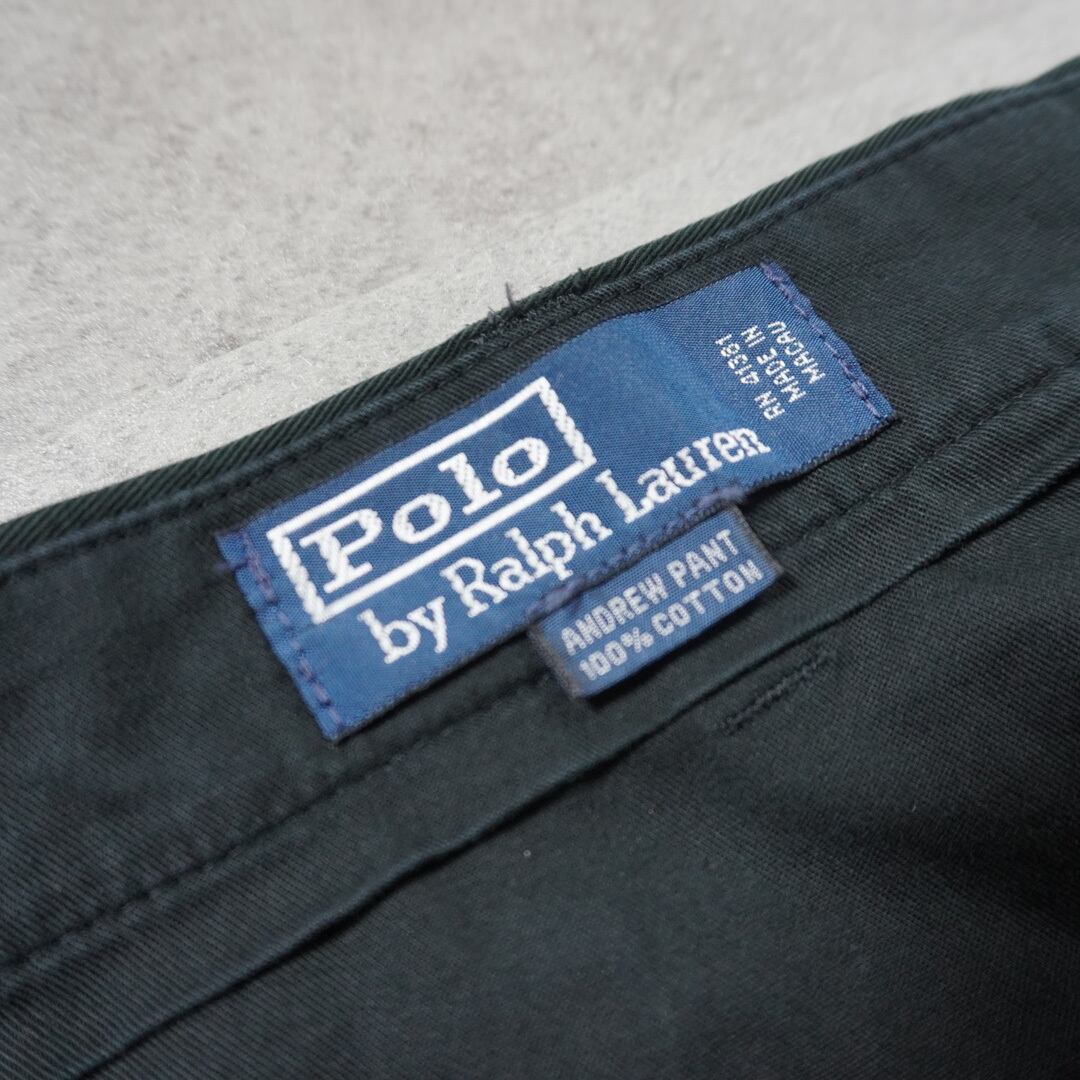 Polo
by Ralph Lauren
RN 41381
MADE IN
MACAU
ANDREW PANT
100% COTTON